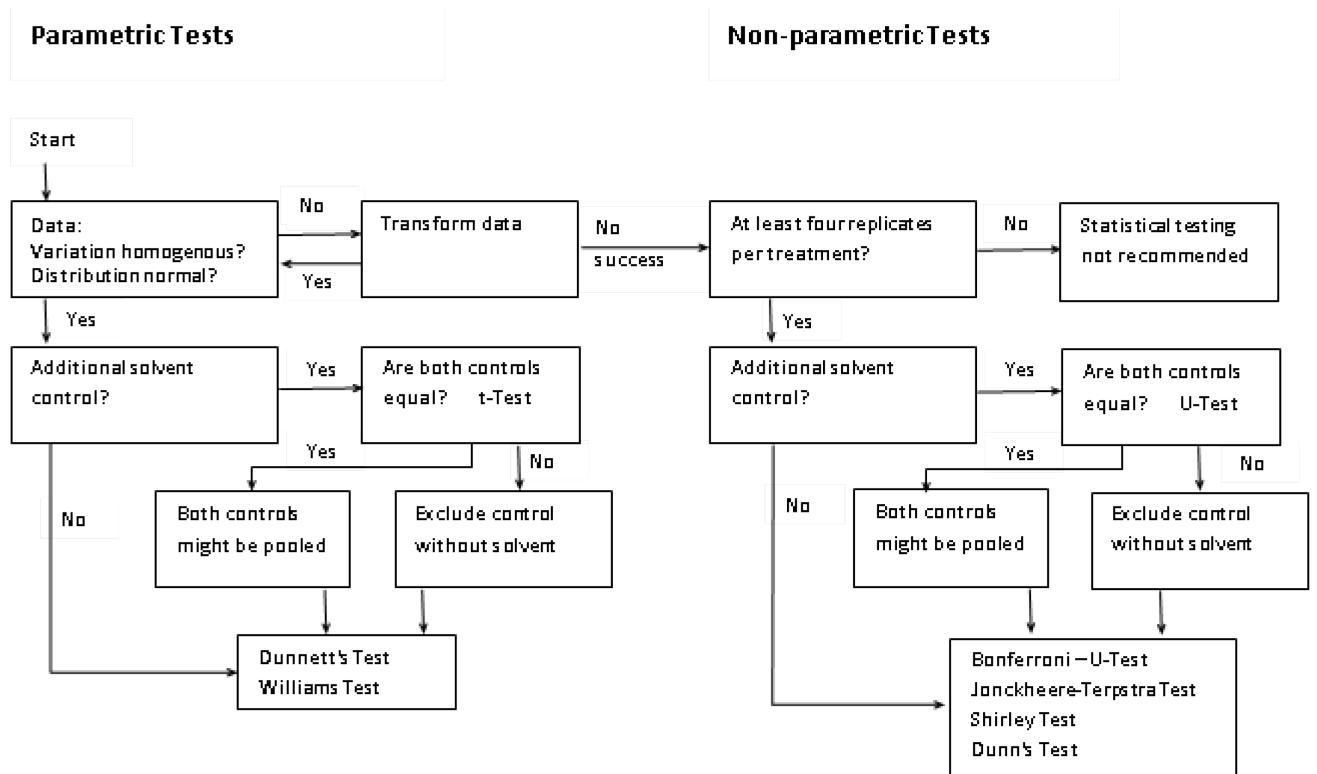 Parametric Tests
Non-parametric Tests
Start
Data:
Variation homogenous?
Distribution normal?
No
Yes
Transform data
No
success
At least four replicates
per treatment?
No
Statistical testing
not recommended
Yes
Additional solvent
control?
Yes
Are both controls
equal? t-Test
Yes
No
No
Both controls
might be pooled
Exclude control
without solvent
Dunnett's Test
Williams Test
Yes
Additional solvent
control?
Yes
Are both controls
equal? U-Test
Yes
No
No
Both controls
might be pooled
Exclude control
without solvent
Bonferroni – U-Test
Jonckheere-Terpstra Test
Shirley Test
Dunn's Test